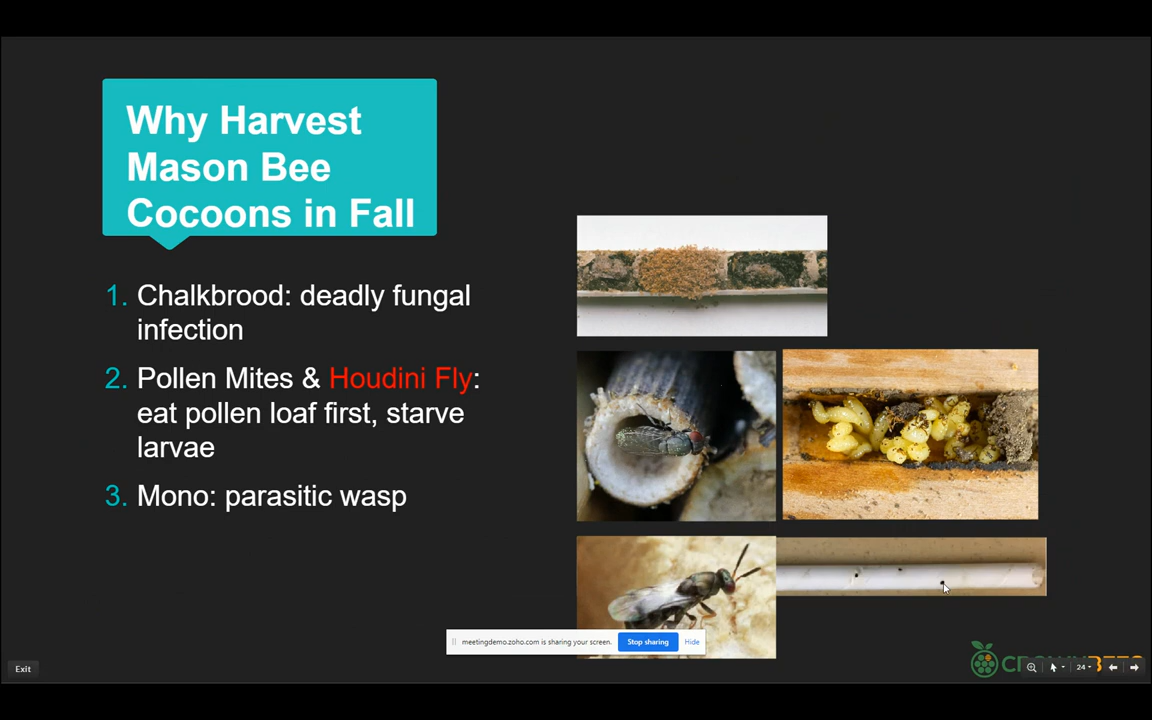 Why Harvest
Mason Bee
Cocoons in Fall
1. Chalkbrood: deadly fungal
infection
2. Pollen Mites & Houdini Fly:
eat pollen loaf first, starve
larvae
3. Mono: parasitic wasp
meetingdemo.zoho.com is sharing your screen.
Stop sharing
Hide
Exit
24